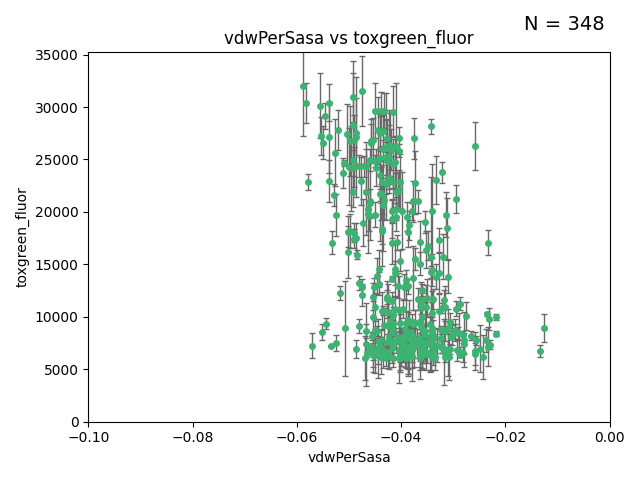 N = 348
vdwPerSasa vs toxgreen_fluor
toxgreen_fluor
35000
30000
25000
20000
15000
10000
5000
0
−0.10 −0.08 −0.06 −0.04 −0.02 0.00
vdwPerSasa